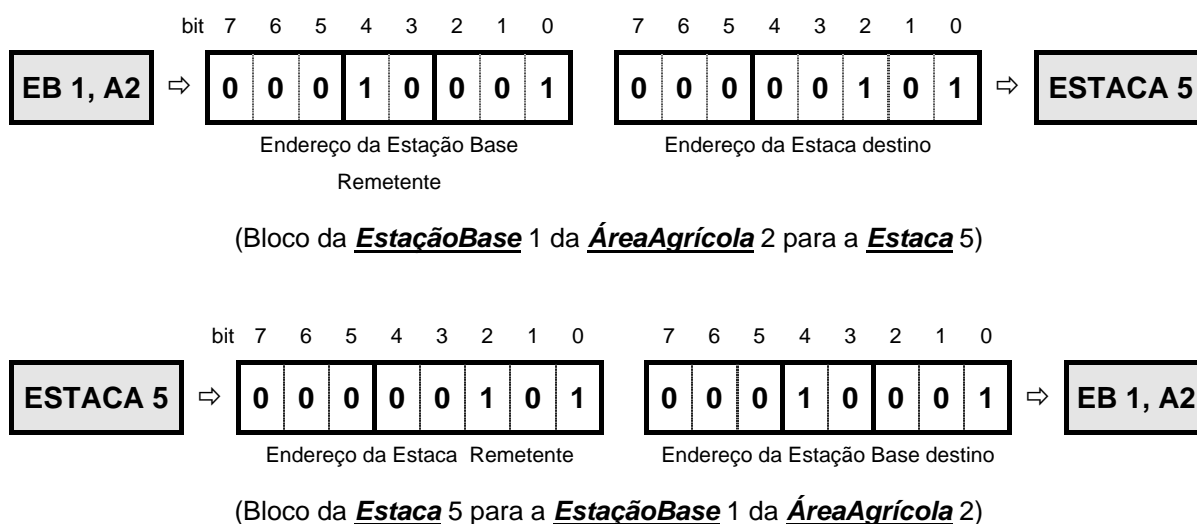 bit 7 6 5 4 3 2 1 0 7 6 5 4 3 2 1 0
EB 1, A2 ⇨ 0 0 0 1 0 0 0 1 0 0 0 0 0 1 0 1 ⇨ ESTACA 5
Endereço da Estação Base Endereço da Estaca destino
Remetente
(Bloco da EstaçãoBase 1 da ÁreaAgrícola 2 para a Estaca 5)
bit 7 6 5 4 3 2 1 0 7 6 5 4 3 2 1 0
ESTACA 5 ⇨ 0 0 0 0 0 1 0 1 0 0 0 1 0 0 0 1 ⇨ EB 1, A2
Endereço da Estaca Remetente Endereço da Estação Base destino
(Bloco da Estaca 5 para a EstaçãoBase 1 da ÁreaAgrícola 2)